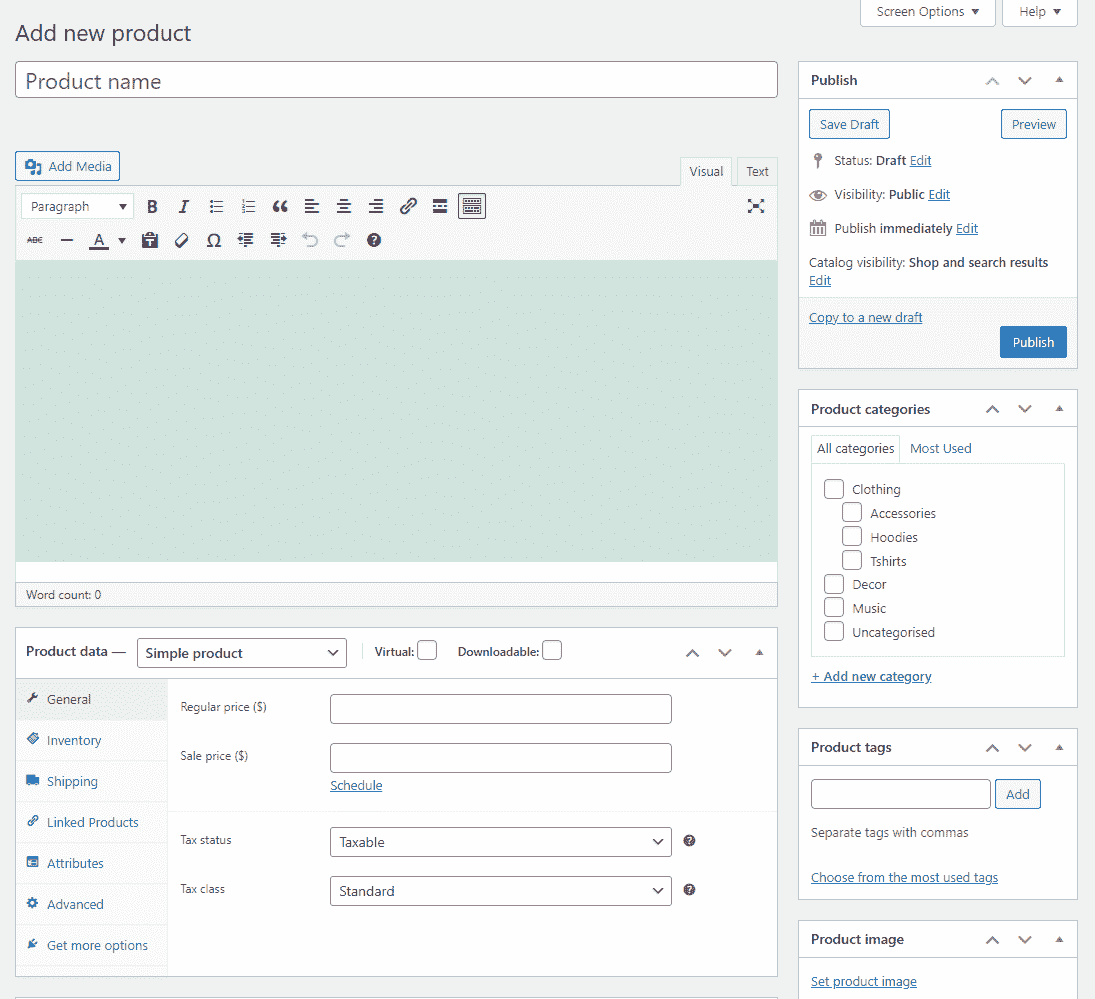 Screen Options
Help
Add new product
Product name
Add Media
Visual
Text
Paragraph
B
I
ABC
A
Ω
Word count: 0
Product data —
Simple product
Virtual:
Downloadable:
General
Inventory
Shipping
Linked Products
Attributes
Advanced
Get more options
Regular price ($)
Sale price ($)
Schedule
Tax status
Taxable
Tax class
Standard
Publish
Save Draft
Preview
Status: Draft Edit
Visibility: Public Edit
Publish immediately Edit
Catalog visibility: Shop and search results
Edit
Copy to a new draft
Publish
Product categories
All categories
Most Used
Clothing
Accessories
Hoodies
Tshirts
Decor
Music
Uncategorised
+ Add new category
Product tags
Add
Separate tags with commas
Choose from the most used tags
Product image
Set product image